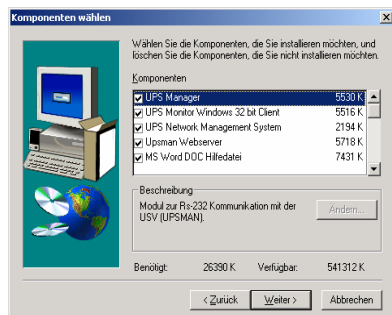 Komponenten wählen
Wählen Sie die Komponenten, die Sie installieren möchten, und
löschen Sie die Komponenten, die Sie nicht installieren möchten.
Komponenten
UPS Manager 5530 K
UPS Monitor Windows 32 bit Client 5516 K
UPS Network Management System 2194 K
Upsman Webserver 5718 K
MS Word DOC Hilfedatei 7431 K
Beschreibung
Modul zur Rs-232 Kommunikation mit der
USV (UPSMAN).
Ändern...
Benötigt: 26390 K Verfügbar: 541312 K
< Zurück Weiter > Abbrechen